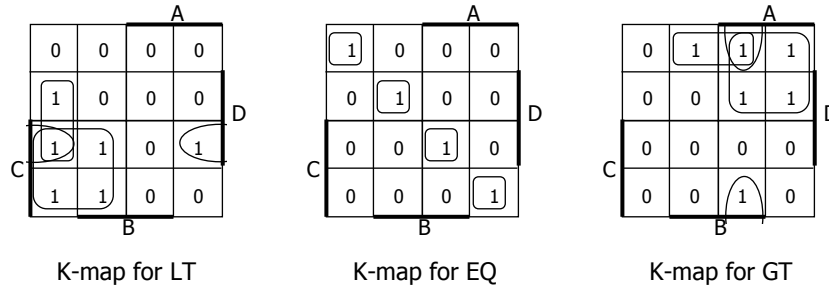 A A A
0 0 0 0 1 0 0 0 0 1 1 1
1 0 0 0 0 1 0 0 0 0 1 1
D D D
1 1 0 1 0 0 1 0 0 0 0 0
C C C
1 1 0 0 0 0 0 1 0 0 1 0
B B B
K-map for LT K-map for EQ K-map for GT